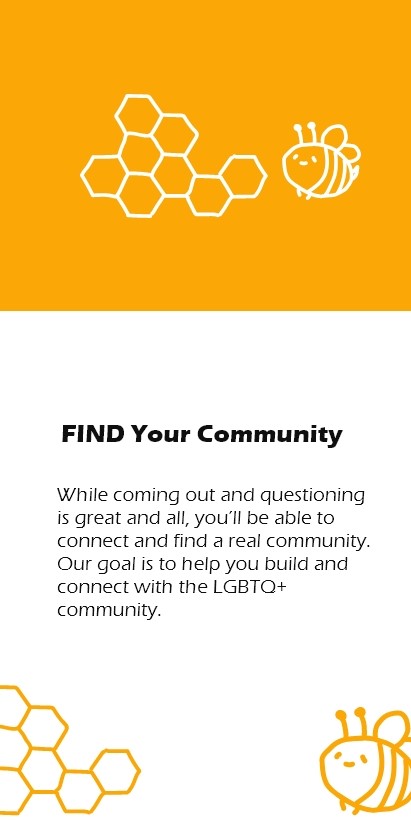 FIND Your Community
While coming out and questioning
is great and all, you'll be able to
connect and find a real community.
Our goal is to help you build and
connect with the LGBTQ+
community.